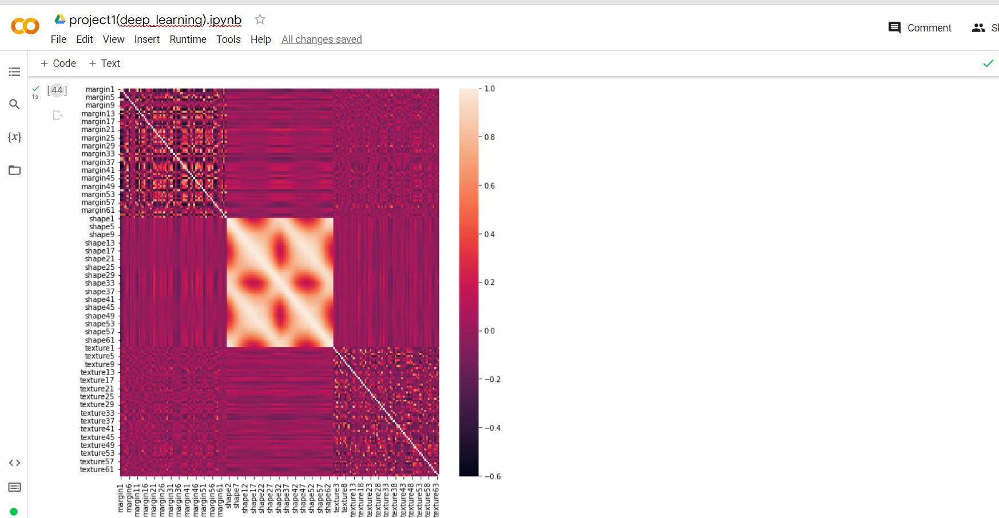 project1(deep_learning).ipynb
File Edit View Insert Runtime Tools Help All changes saved
Comment
+ Code + Text
1s
[44]
{x}
margin1
margin5
margin9
margin13
margin17
margin21
margin25
margin29
margin33
margin37
margin41
margin45
margin49
margin53
margin57
margin61
shape1
shape5
shape9
shape13
shape17
shape21
shape25
shape29
shape33
shape37
shape41
shape45
shape49
shape53
shape57
shape61
texture1
texture5
texture9
texture13
texture17
texture21
texture25
texture29
texture33
texture37
texture41
texture45
texture49
texture53
texture57
texture61
margin1
margin6
margin11
margin16
margin21
margin26
margin31
margin36
margin41
margin46
margin51
margin56
margin61
shape2
shape7
shape12
shape17
shape22
shape27
shape32
shape37
shape42
shape47
shape52
shape57
shape62
texture3
texture8
texture13
texture18
texture23
texture28
texture33
texture38
texture43
texture48
texture53
texture58
texture63
1.0
0.8
0.6
0.4
0.2
0.0
−0.2
−0.4
−0.6